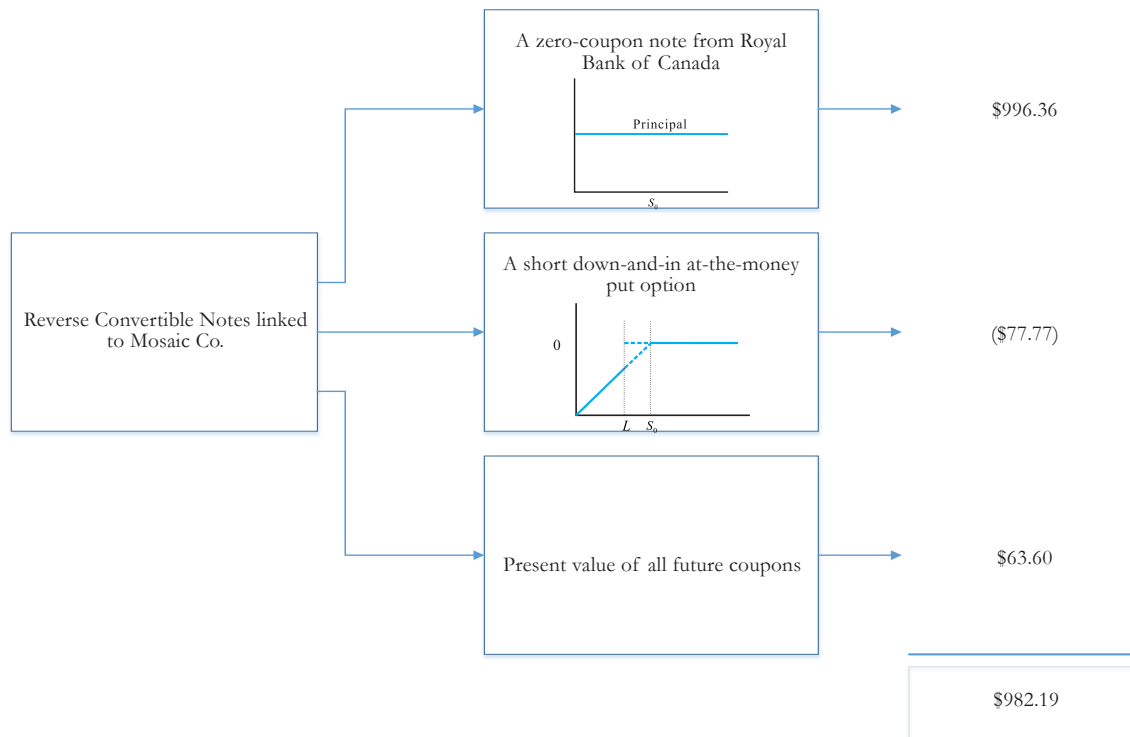 A zero-coupon note from Royal
Bank of Canada
Principal
S₀
$996.36
Reverse Convertible Notes linked
to Mosaic Co.
A short down-and-in at-the-money
put option
0
L S₀
($77.77)
Present value of all future coupons
$63.60
$982.19